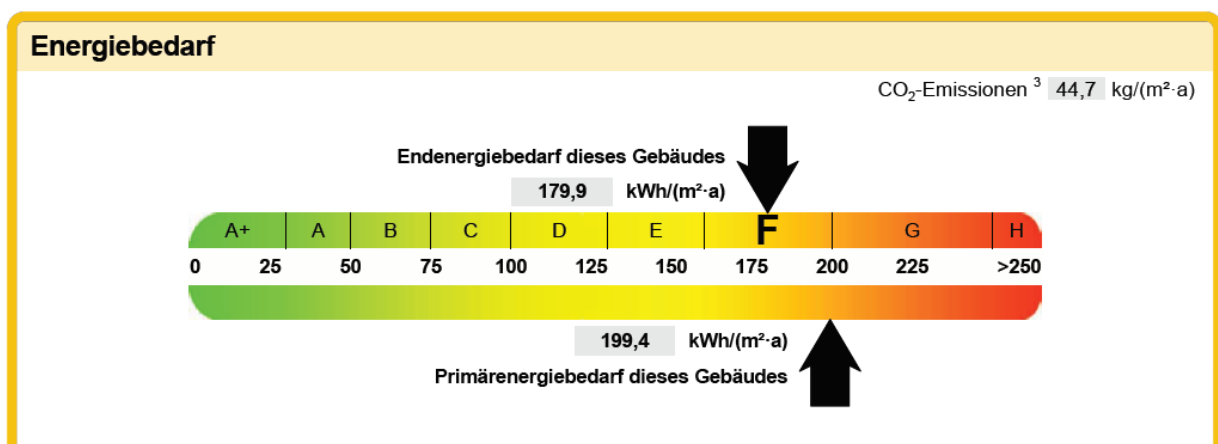 Energiebedarf
CO₂-Emissionen ³ 44,7 kg/(m²·a)
Endenergiebedarf dieses Gebäudes
179,9 kWh/(m²·a)
A+ A B C D E F G H
0 25 50 75 100 125 150 175 200 225 >250
199,4 kWh/(m²·a)
Primärenergiebedarf dieses Gebäudes